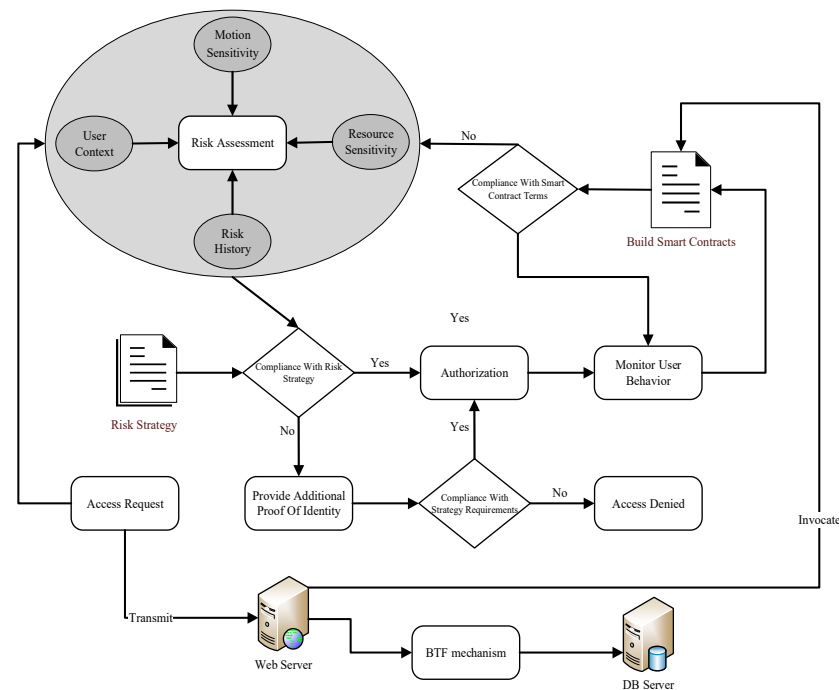 Motion
Sensitivity
User
Context
Risk Assessment
Resource
Sensitivity
Risk
History
No
Compliance With Smart
Contract Terms
Build Smart Contracts
Yes
Risk Strategy
Compliance With Risk
Strategy
Yes
Authorization
Monitor User
Behavior
No
Yes
Access Request
Provide Additional
Proof Of Identity
Compliance With
Strategy Requirements
No
Access Denied
Invocate
Transmit
Web Server
BTF mechanism
DB Server